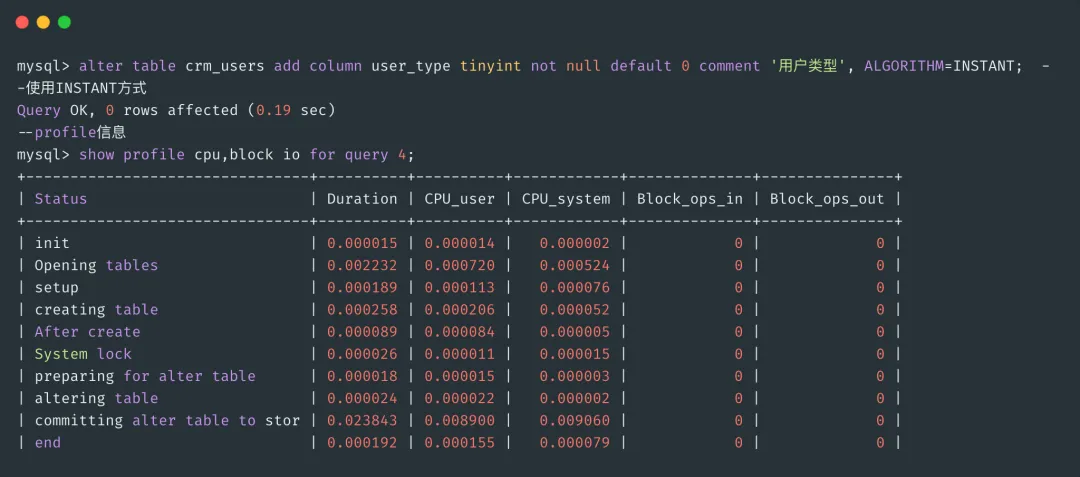 mysql> alter table crm_users add column user_type tinyint not null default 0 comment '用户类型', ALGORITHM=INSTANT;  -
-使用INSTANT方式
Query OK, 0 rows affected (0.19 sec)
--profile信息
mysql> show profile cpu,block io for query 4;
+--------------------------------+----------+----------+------------+--------------+---------------+
| Status                         | Duration | CPU_user | CPU_system | Block_ops_in | Block_ops_out |
+--------------------------------+----------+----------+------------+--------------+---------------+
| init                           | 0.000015 | 0.000014 |   0.000002 |            0 |             0 |
| Opening tables                 | 0.002232 | 0.000720 |   0.000524 |            0 |             0 |
| setup                          | 0.000189 | 0.000113 |   0.000076 |            0 |             0 |
| creating table                 | 0.000258 | 0.000206 |   0.000052 |            0 |             0 |
| After create                   | 0.000089 | 0.000084 |   0.000005 |            0 |             0 |
| System lock                    | 0.000026 | 0.000011 |   0.000015 |            0 |             0 |
| preparing for alter table      | 0.000018 | 0.000015 |   0.000003 |            0 |             0 |
| altering table                 | 0.000024 | 0.000022 |   0.000002 |            0 |             0 |
| committing alter table to stor | 0.023843 | 0.008900 |   0.009060 |            0 |             0 |
| end                            | 0.000192 | 0.000155 |   0.000079 |            0 |             0 |